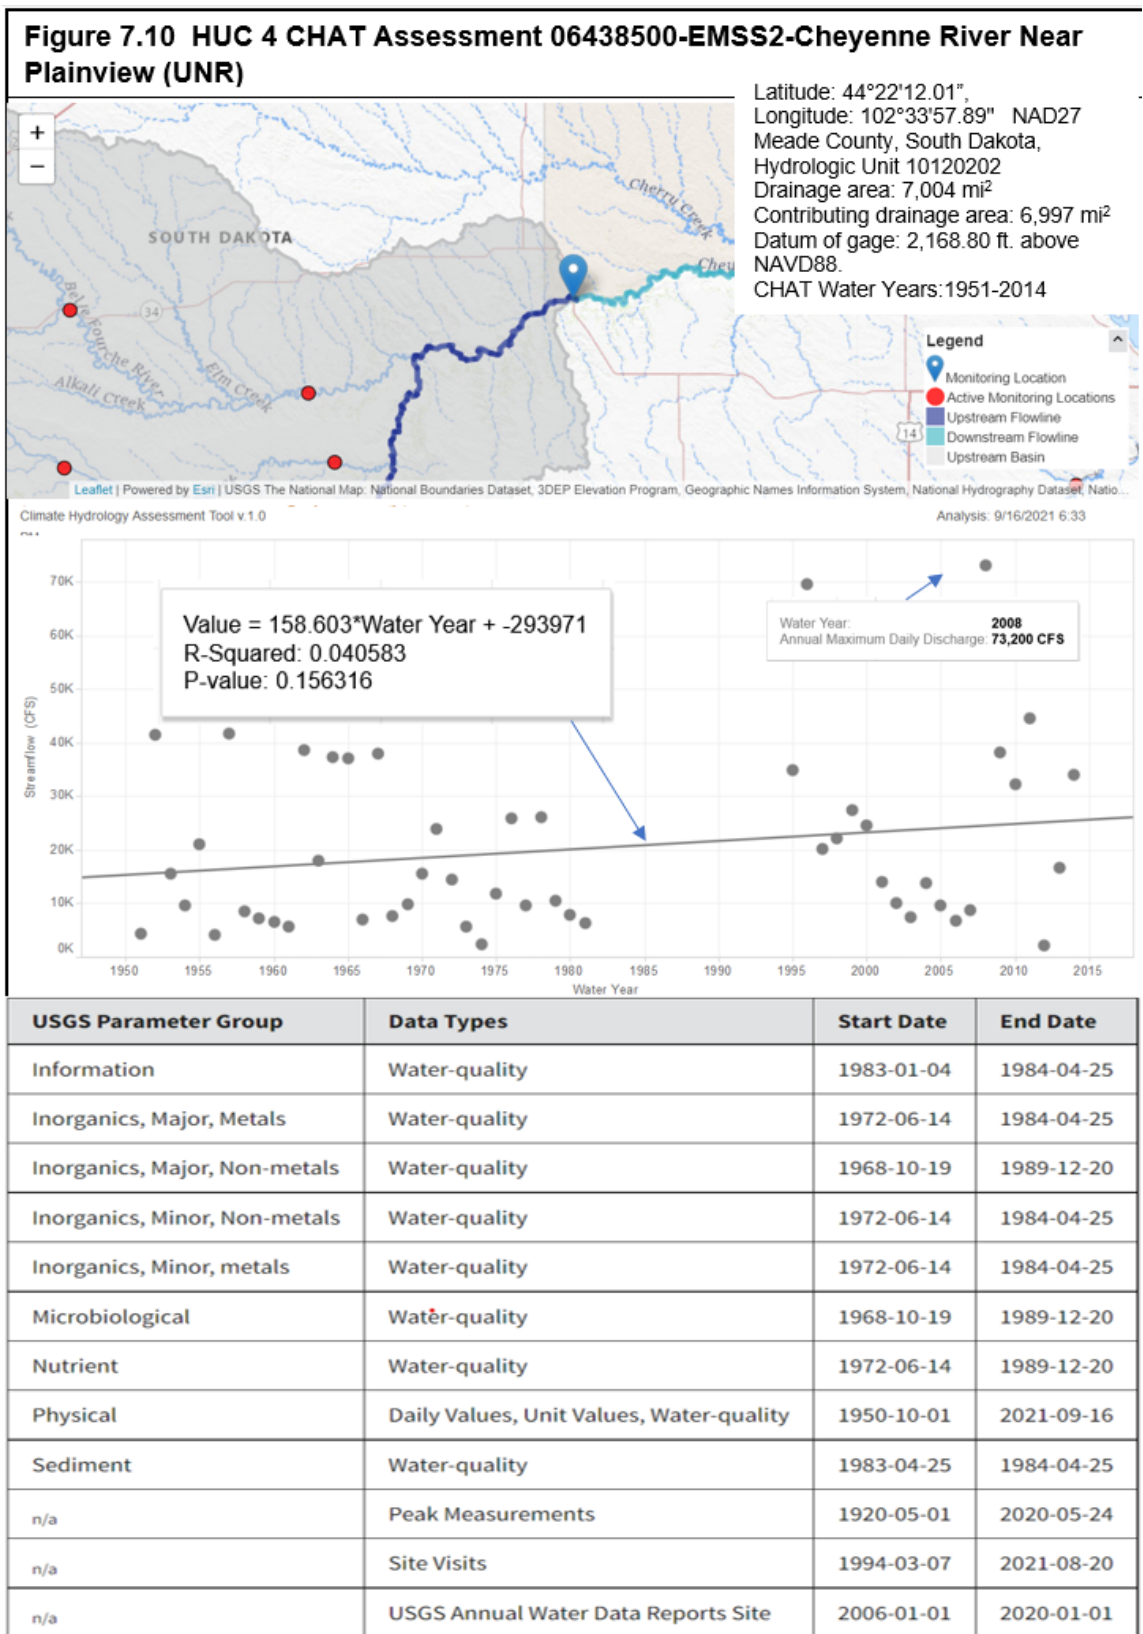 Figure 7.10 HUC 4 CHAT Assessment 06438500-EMSS2-Cheyenne River Near
Plainview (UNR)
Latitude: 44°22'12.01",
Longitude: 102°33'57.89" NAD27
Meade County, South Dakota,
Hydrologic Unit 10120202
Drainage area: 7,004 mi²
Contributing drainage area: 6,997 mi²
Datum of gage: 2,168.80 ft. above
NAVD88.
CHAT Water Years:1951-2014
+
−
SOUTH DAKOTA
Cherry Creek
Chey
34
Belle Fourche River
Elm Creek
Alkali Creek
14
Legend
Monitoring Location
Active Monitoring Locations
Upstream Flowline
Downstream Flowline
Upstream Basin
Leaflet | Powered by Esri | USGS The National Map: National Boundaries Dataset, 3DEP Elevation Program, Geographic Names Information System, National Hydrography Dataset, Natio...
Climate Hydrology Assessment Tool v.1.0
Analysis: 9/16/2021 6:33
Value = 158.603*Water Year + -293971
R-Squared: 0.040583
P-value: 0.156316
Water Year: 2008
Annual Maximum Daily Discharge: 73,200 CFS
Streamflow (CFS)
70K
60K
50K
40K
30K
20K
10K
0K
1950 1955 1960 1965 1970 1975 1980 1985 1990 1995 2000 2005 2010 2015
Water Year
USGS Parameter Group Data Types Start Date End Date
Information Water-quality 1983-01-04 1984-04-25
Inorganics, Major, Metals Water-quality 1972-06-14 1984-04-25
Inorganics, Major, Non-metals Water-quality 1968-10-19 1989-12-20
Inorganics, Minor, Non-metals Water-quality 1972-06-14 1984-04-25
Inorganics, Minor, metals Water-quality 1972-06-14 1984-04-25
Microbiological Water-quality 1968-10-19 1989-12-20
Nutrient Water-quality 1972-06-14 1989-12-20
Physical Daily Values, Unit Values, Water-quality 1950-10-01 2021-09-16
Sediment Water-quality 1983-04-25 1984-04-25
n/a Peak Measurements 1920-05-01 2020-05-24
n/a Site Visits 1994-03-07 2021-08-20
n/a USGS Annual Water Data Reports Site 2006-01-01 2020-01-01